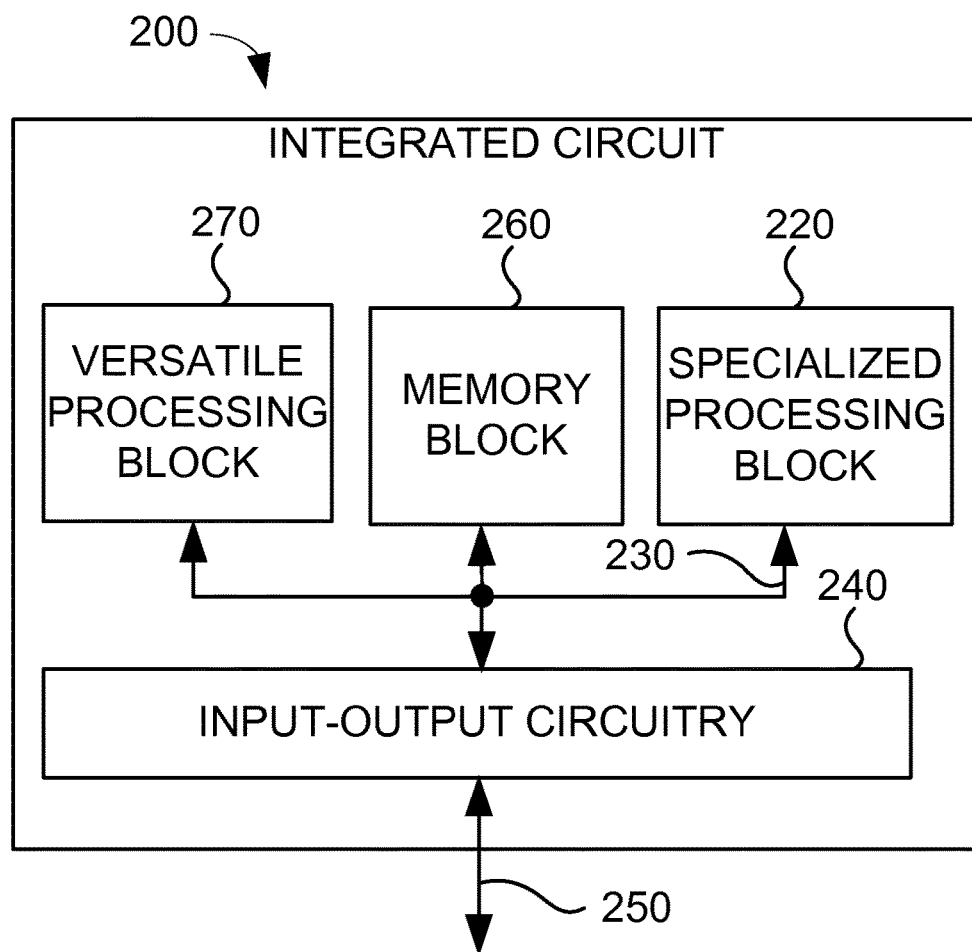 200
INTEGRATED CIRCUIT
270
260
220
VERSATILE
PROCESSING
BLOCK
MEMORY
BLOCK
SPECIALIZED
PROCESSING
BLOCK
230
240
INPUT-OUTPUT CIRCUITRY
250